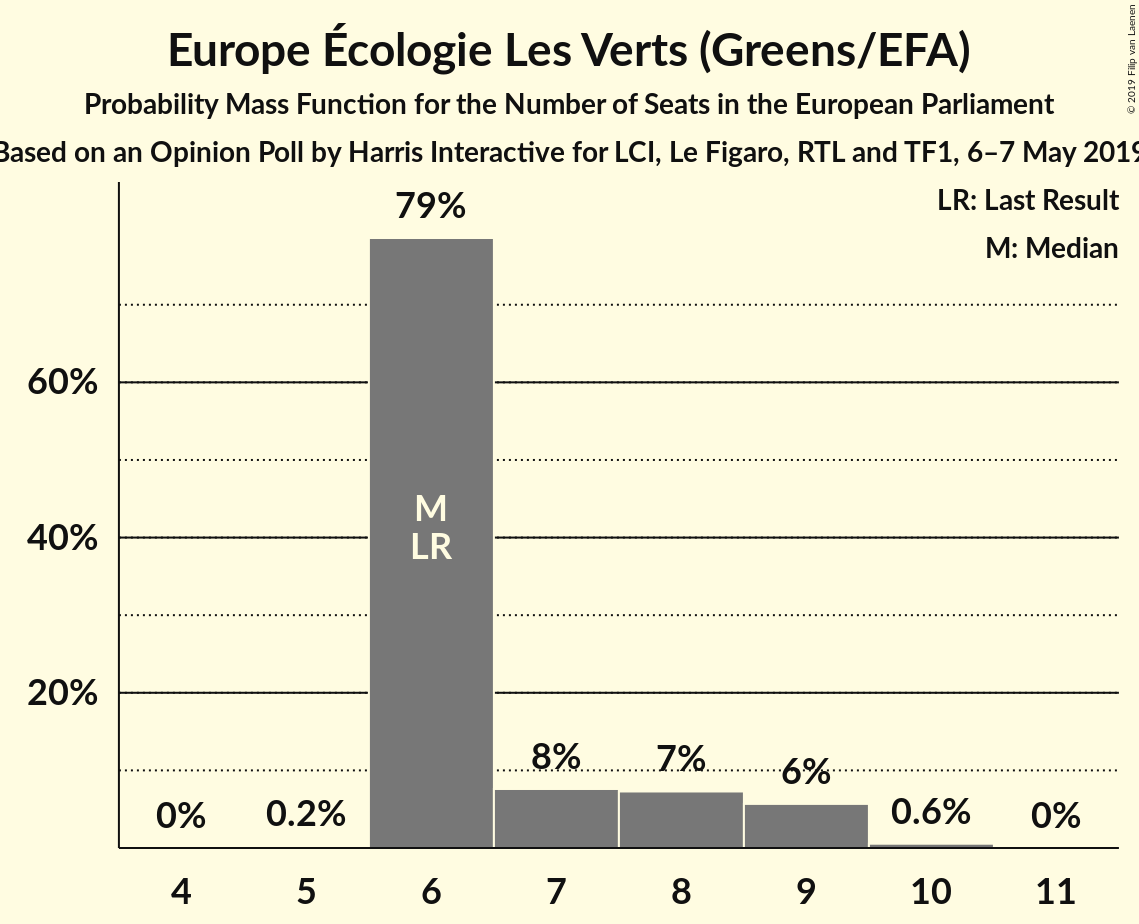 Europe Écologie Les Verts (Greens/EFA)
Probability Mass Function for the Number of Seats in the European Parliament
Based on an Opinion Poll by Harris Interactive for LCI, Le Figaro, RTL and TF1, 6–7 May 2019
© 2019 Filip van Laenen
LR: Last Result
M: Median
79%
60%
40%
20%
M
LR
0%
0.2%
8%
7%
6%
0.6%
0%
4
5
6
7
8
9
10
11